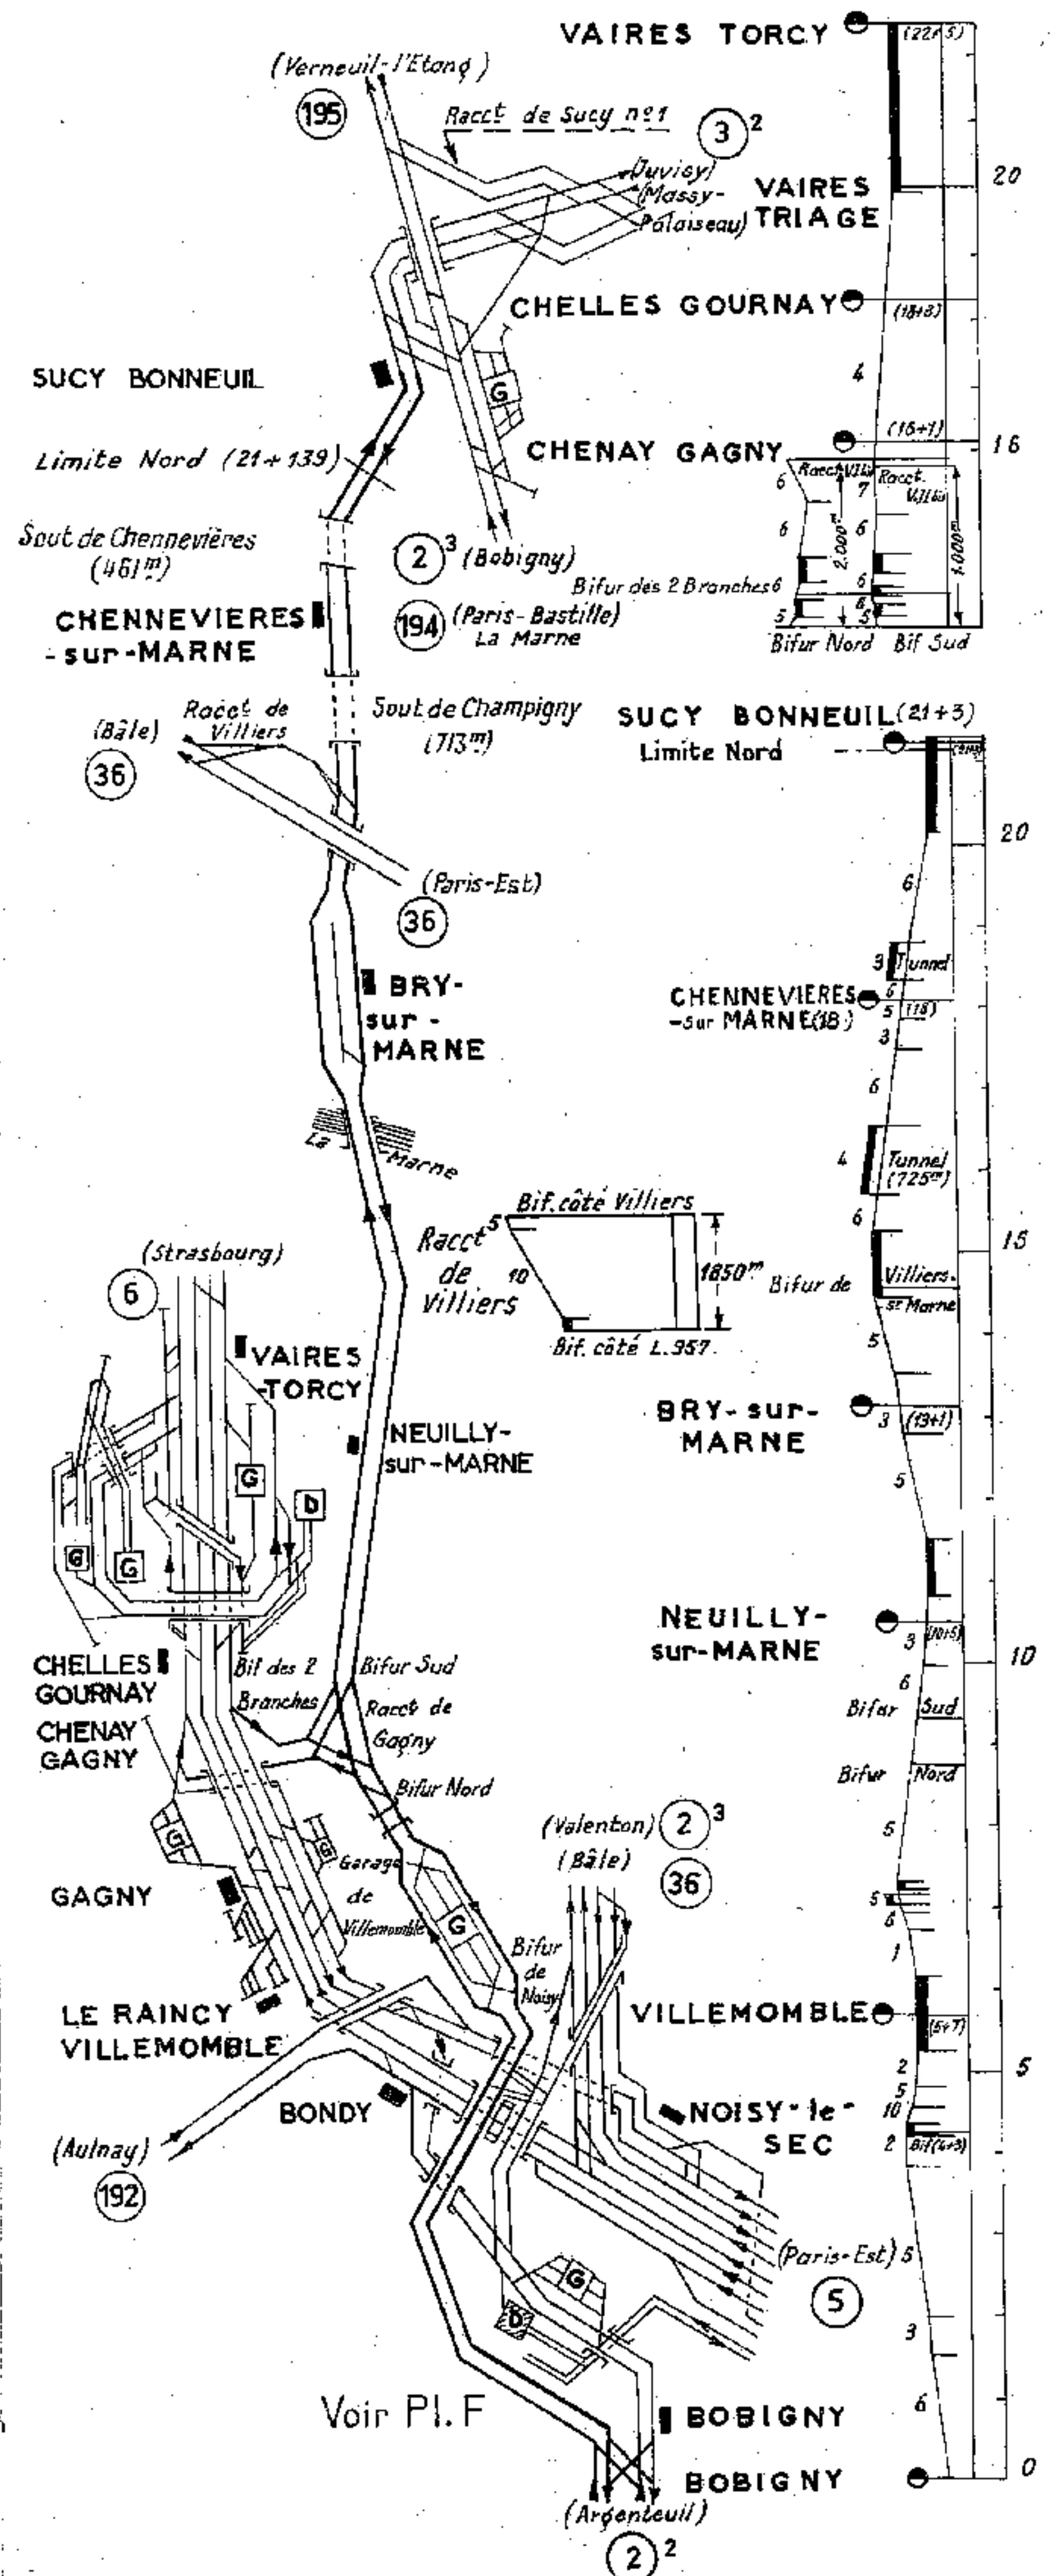 VAIRES TORCY
(Verneuil-l'Etang)
195
Racct de Sucy nº1
3 2
(Juvisy)
(Massy-
Palaiseau)
VAIRES
TRIAGE
20
CHELLES GOURNAY
(18+8)
4
SUCY BONNEUIL
G
Limite Nord (21+139)
CHENAY GAGNY
(16+1)
16
Racct Villiers
Racct.
6
7
6
6
2.000m
1.000m
Sout de Chennevières
(461m)
2 3 (Bobigny)
Bifur des 2 Branches 6
6
194
(Paris-Bastille)
La Marne
5
5
Bifur Nord
Bif Sud
CHENNEVIERES
-sur-MARNE
Racct de
Villiers
(Bâle)
36
Sout de Champigny
(713m)
SUCY BONNEUIL (21+3)
Limite Nord
20
(Paris-Est)
36
6
3
Tunnel
BRY-
sur-
MARNE
CHENNEVIERES
-sur MARNE(18)
6
5
(18)
3
6
La Marne
4
Tunnel
(725m)
6
15
Bif. côté Villiers
5
Racct
de
Villiers
10
1850m
Bif. côté L.957
Bifur de
Villiers-
sr Marne
5
(Strasbourg)
6
VAIRES
-TORCY
BRY-sur-
MARNE
3
(13+1)
5
NEUILLY-
sur-MARNE
G
D
G
G
NEUILLY-
sur-MARNE
3
(10+5)
10
6
CHELLES
GOURNAY
Bif des 2
Branches
Bifur Sud
Racct de
Gagny
Bifur Sud
CHENAY
GAGNY
Bifur Nord
Bifur Nord
5
G
G
GAGNY
Garage
de
Villemomble
G
(Valenton) 2 3
(Bâle)
36
5
6
1
Bifur
de
Noisy
LE RAINCY
VILLEMOMBLE
VILLEMOMBLE
(5+7)
2
5
5
10
BONDY
NOISY-le-
SEC
2
Bif(4+3)
(Aulnay)
192
(Paris-Est)
5
5
G
D
3
6
Voir Pl. F
BOBIGNY
BOBIGNY
0
(Argenteuil)
2 2